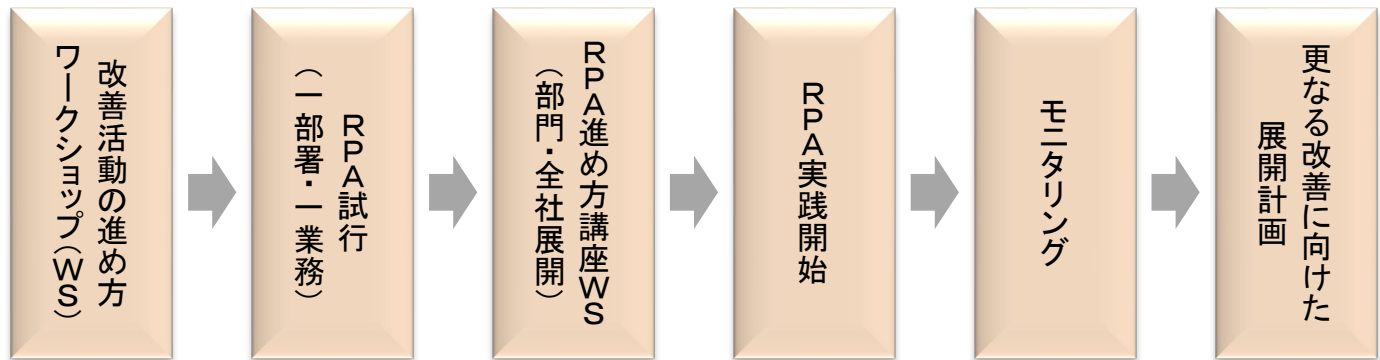 改善活動の進め方
ワークショップ（ＷＳ）
ＲＰＡ試行
（一部署・一業務）
ＲＰＡ進め方講座ＷＳ
（部門・全社展開）
ＲＰＡ実践開始
モニタリング
更なる改善に向けた
展開計画